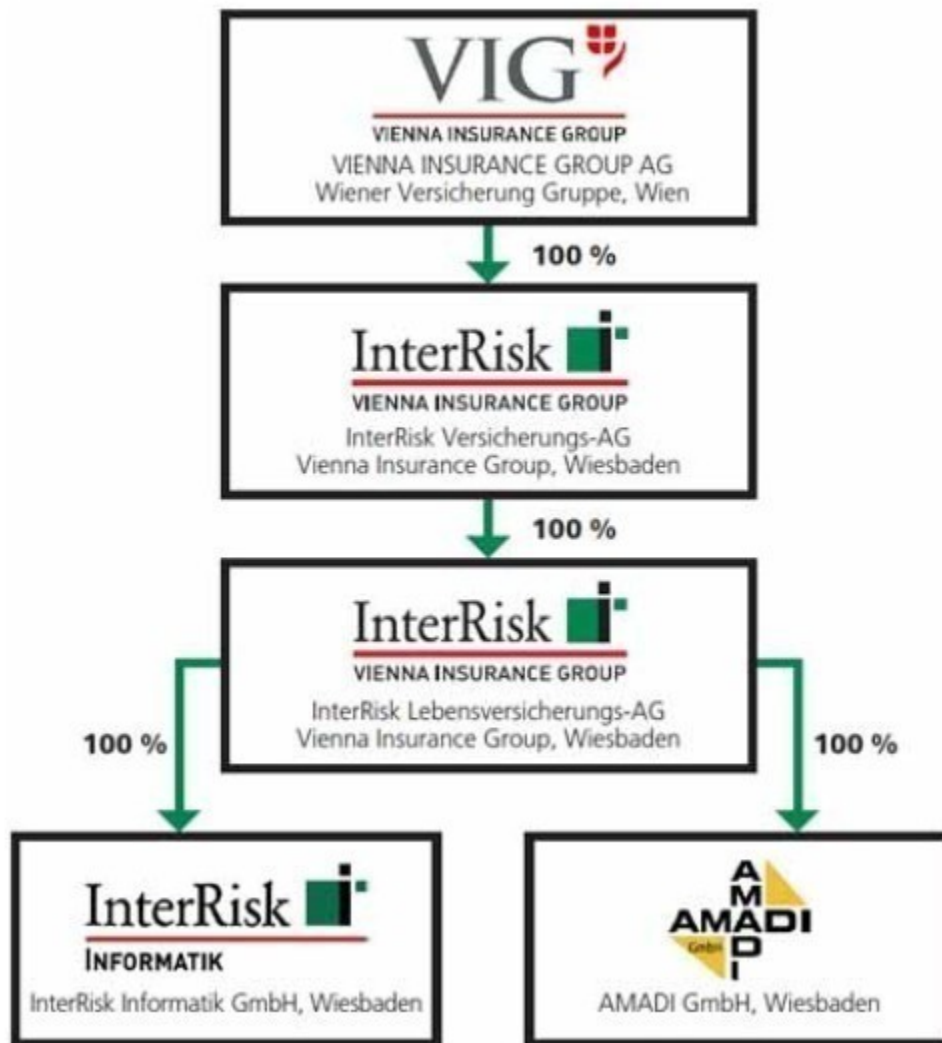 VIG
VIENNA INSURANCE GROUP
VIENNA INSURANCE GROUP AG
Wiener Versicherung Gruppe, Wien
100 %
InterRisk
VIENNA INSURANCE GROUP
InterRisk Versicherungs-AG
Vienna Insurance Group, Wiesbaden
100 %
InterRisk
VIENNA INSURANCE GROUP
InterRisk Lebensversicherungs-AG
Vienna Insurance Group, Wiesbaden
100 %
100 %
InterRisk
INFORMATIK
InterRisk Informatik GmbH, Wiesbaden
AMADI
AMADI
GmbH
AMADI GmbH, Wiesbaden